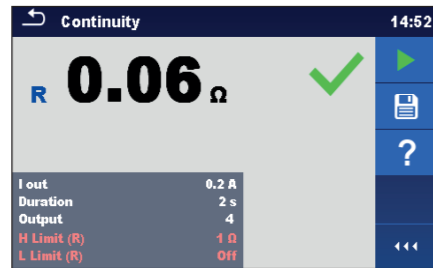 Continuity 14:52
R 0.06 Ω
?
I out 0.2 A
Duration 2 s
Output 4
H Limit (R) 1 Ω
L Limit (R) Off